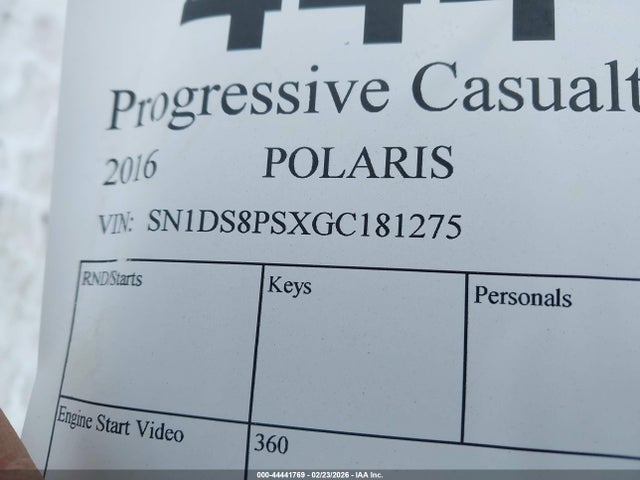 444
Progressive Casualt
2016 POLARIS
VIN: SN1DS8PSXGC181275
RND/Starts Keys Personals
Engine Start Video 360
000-44441769 - 02/23/2026 - IAA Inc.